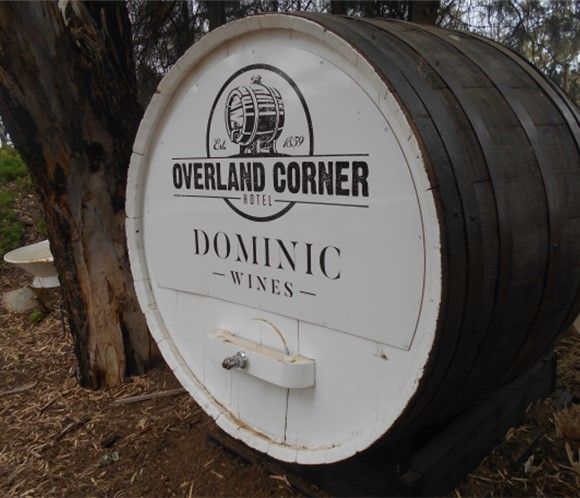 Est. 1859
OVERLAND CORNER
HOTEL
DOMINIC
WINES